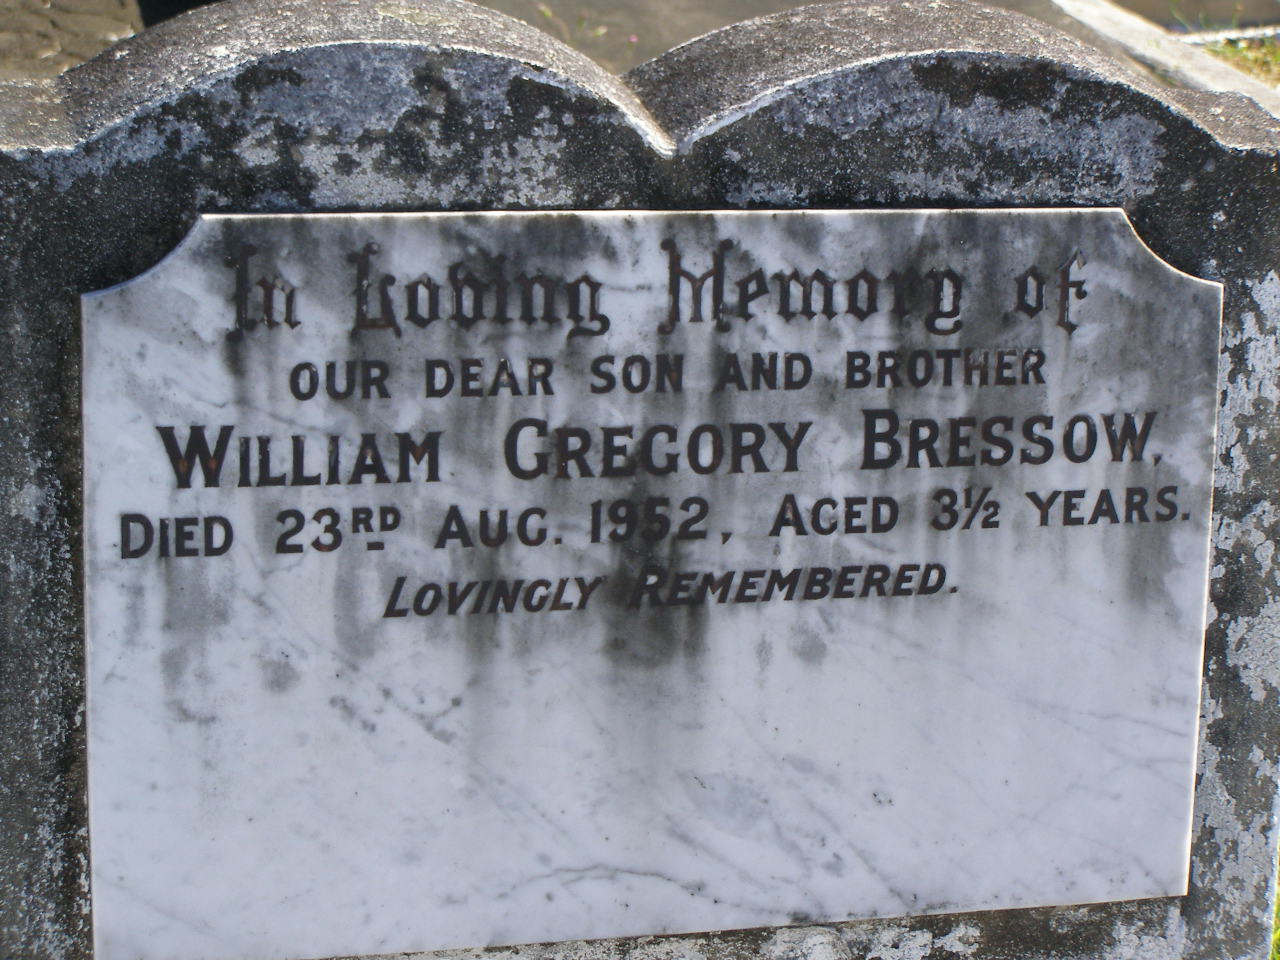 In Loving Memory of
OUR DEAR SON AND BROTHER
WILLIAM GREGORY BRESSOW,
DIED 23RD AUG. 1952, AGED 3½ YEARS.
LOVINGLY REMEMBERED.